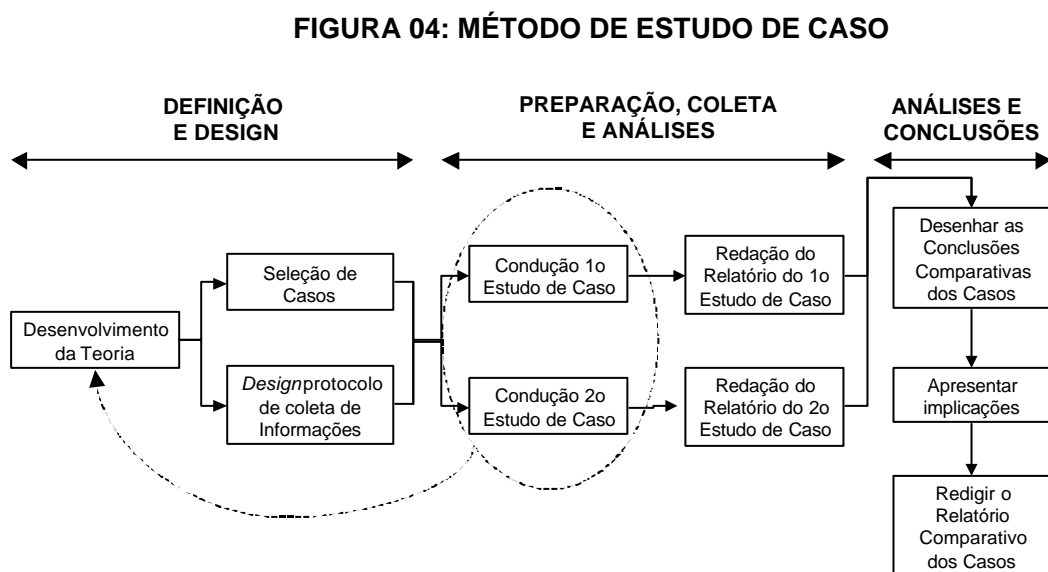 FIGURA 04: MÉTODO DE ESTUDO DE CASO
DEFINIÇÃO
E DESIGN
PREPARAÇÃO, COLETA
E ANÁLISES
ANÁLISES E
CONCLUSÕES
Desenvolvimento
da Teoria
Seleção de
Casos
Designprotocolo
de coleta de
Informações
Condução 1o
Estudo de Caso
Condução 2o
Estudo de Caso
Redação do
Relatório do 1o
Estudo de Caso
Redação do
Relatório do 2o
Estudo de Caso
Desenhar as
Conclusões
Comparativas
dos Casos
Apresentar
implicações
Redigir o
Relatório
Comparativo
dos Casos